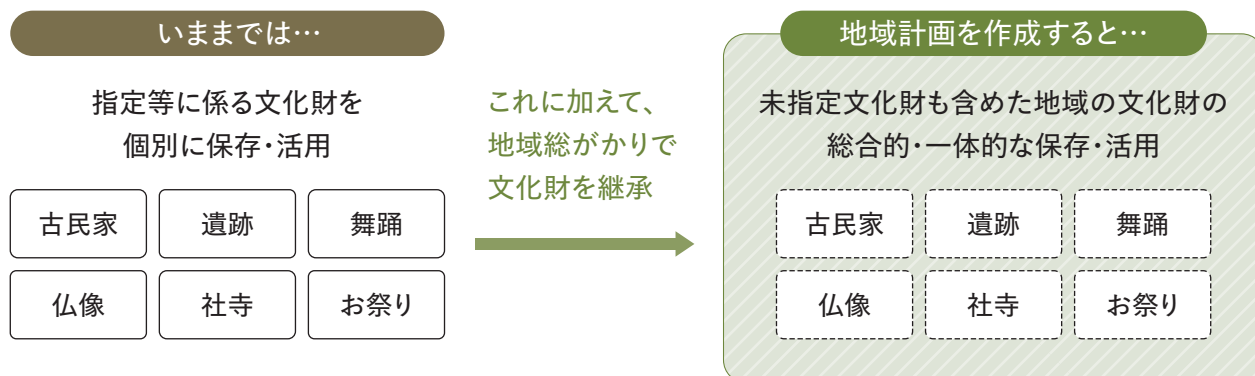 いままでは…
指定等に係る文化財を
個別に保存・活用
古民家
遺跡
舞踊
仏像
社寺
お祭り
これに加えて、
地域総がかりで
文化財を継承
地域計画を作成すると…
未指定文化財も含めた地域の文化財の
総合的・一体的な保存・活用
古民家
遺跡
舞踊
仏像
社寺
お祭り